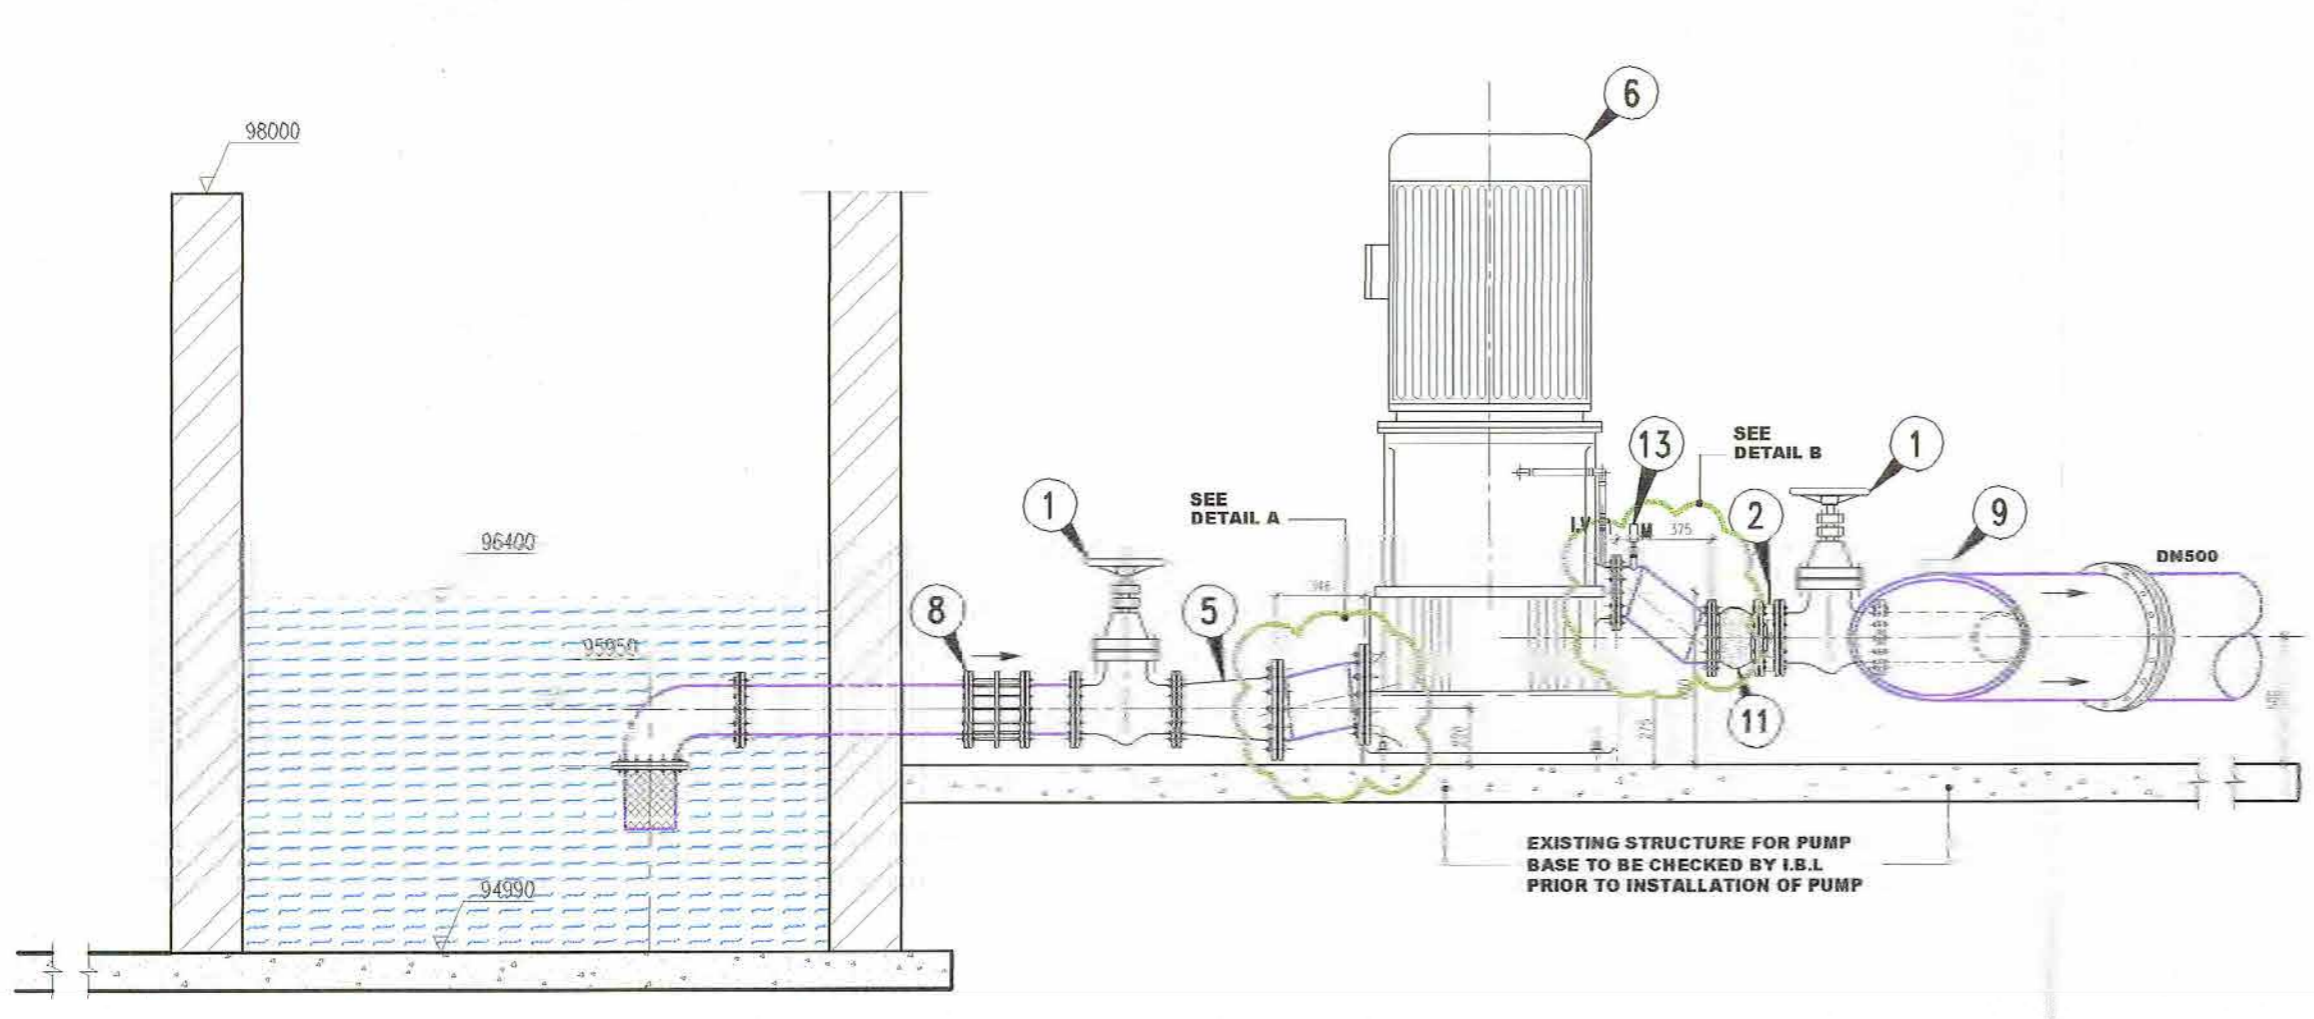 98000
6
SEE
DETAIL B
13
1
SEE
DETAIL A
1
2
9
I.V
M
375
96400
DN500
8
5
95950
11
675
EXISTING STRUCTURE FOR PUMP
BASE TO BE CHECKED BY I.B.L
PRIOR TO INSTALLATION OF PUMP
94990